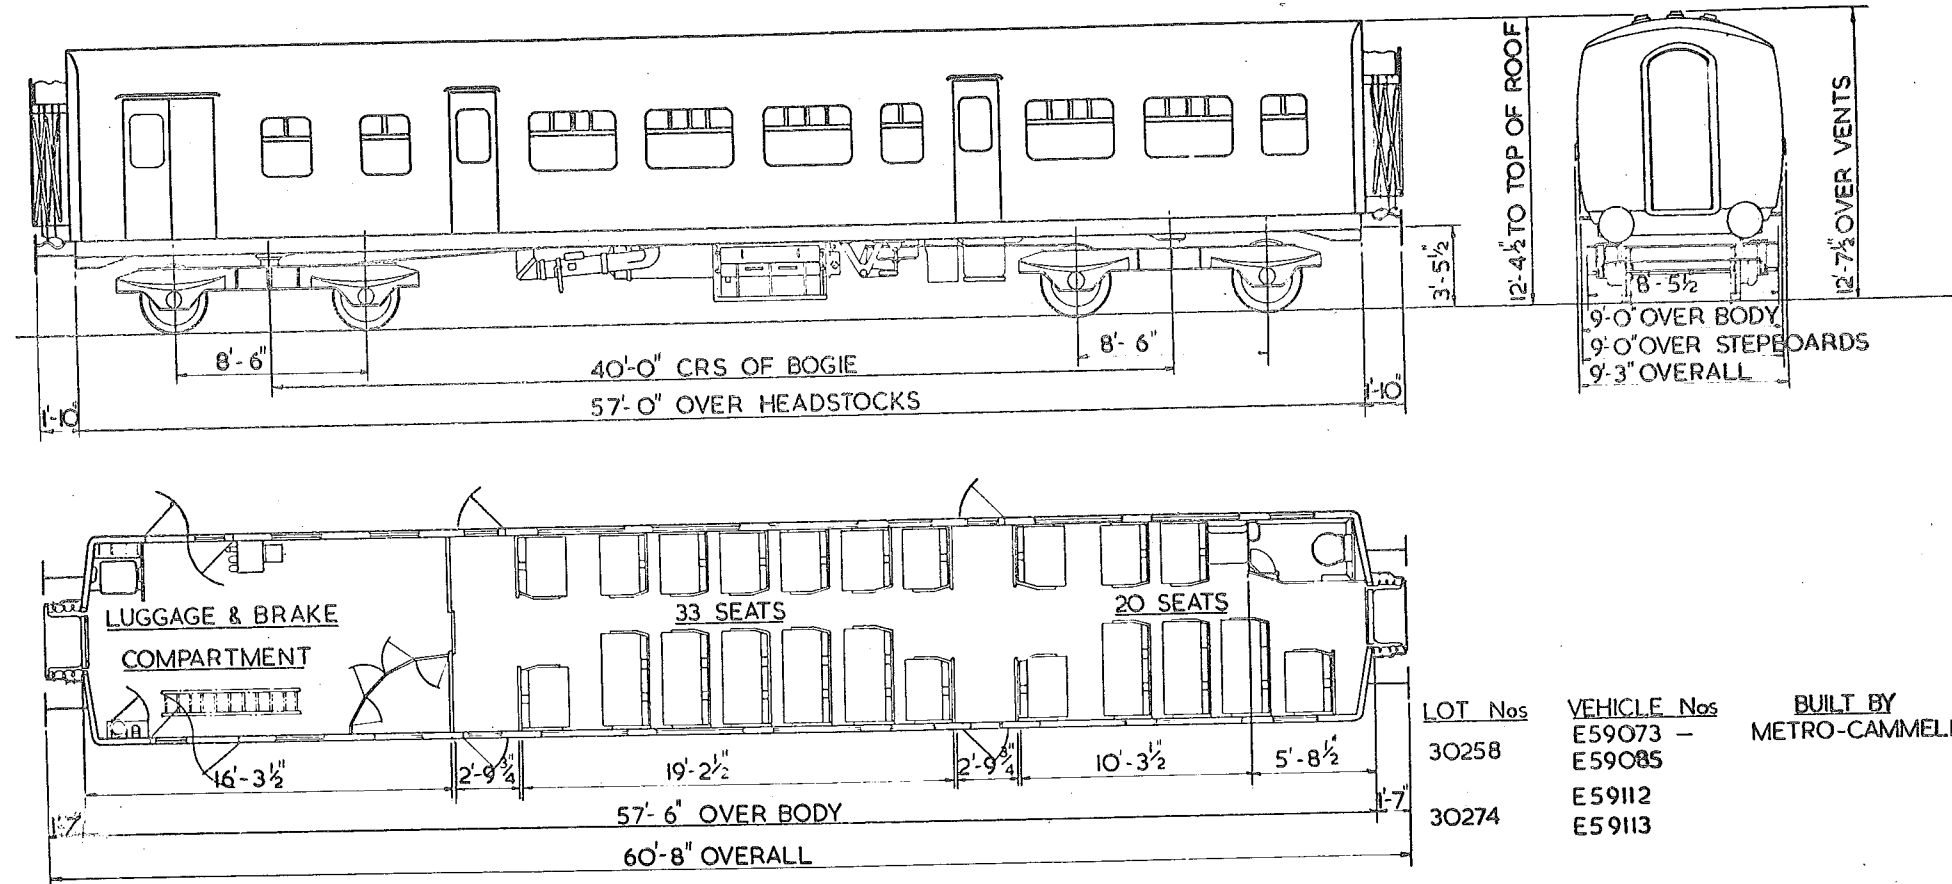 12'-4½" TO TOP OF ROOF
12'-7½" OVER VENTS
3'-5½"
8-5½
9'-0" OVER BODY
9'-0" OVER STEPBOARDS
9'-3" OVERALL
8'-6"
40'-0" CRS OF BOGIE
8'-6"
1'-10
57'-0" OVER HEADSTOCKS
1'-10"
LUGGAGE & BRAKE
COMPARTMENT
33 SEATS
20 SEATS
16'-3½"
2'-9¾"
19'-2½"
2'-9¾"
10'-3½"
5'-8½"
1'-7"
57'-6" OVER BODY
1'-7"
60'-8" OVERALL
LOT Nos VEHICLE Nos BUILT BY
30258 E59073 – METRO-CAMMELL
E59085
30274 E59112
E59113